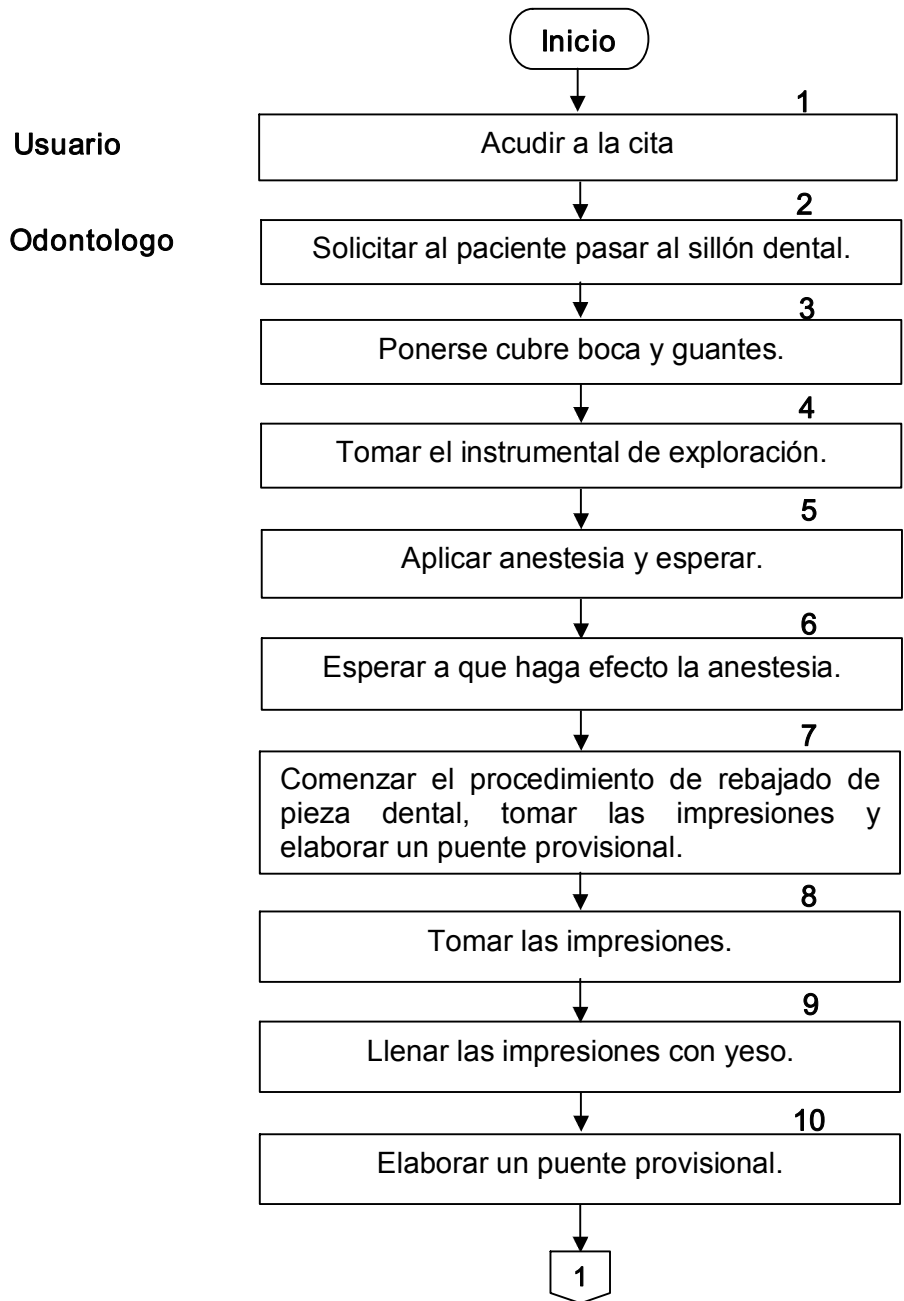 Inicio
1
Usuario
Acudir a la cita
2
Odontologo
Solicitar al paciente pasar al sillón dental.
3
Ponerse cubre boca y guantes.
4
Tomar el instrumental de exploración.
5
Aplicar anestesia y esperar.
6
Esperar a que haga efecto la anestesia.
7
Comenzar el procedimiento de rebajado de
pieza dental, tomar las impresiones y
elaborar un puente provisional.
8
Tomar las impresiones.
9
Llenar las impresiones con yeso.
10
Elaborar un puente provisional.
1